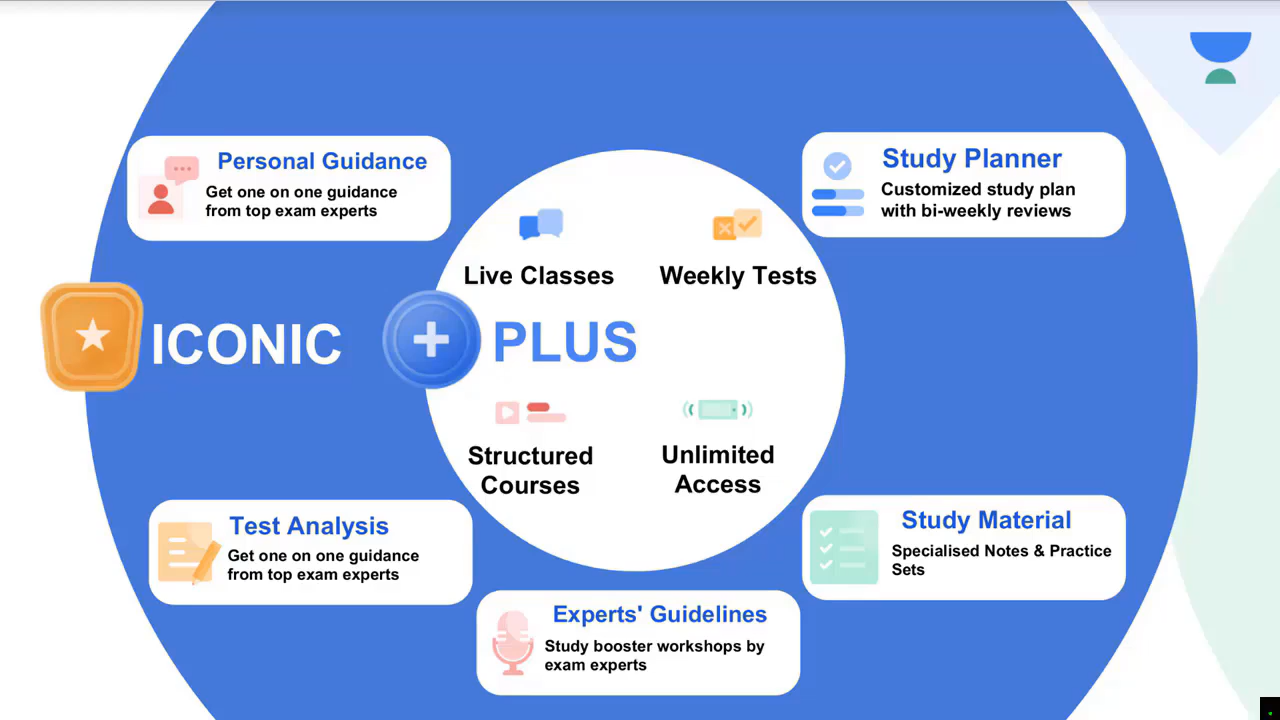 Personal Guidance
Get one on one guidance
from top exam experts
Study Planner
Customized study plan
with bi-weekly reviews
Live Classes
Weekly Tests
ICONIC
PLUS
Structured
Courses
Unlimited
Access
Test Analysis
Get one on one guidance
from top exam experts
Study Material
Specialised Notes & Practice
Sets
Experts' Guidelines
Study booster workshops by
exam experts